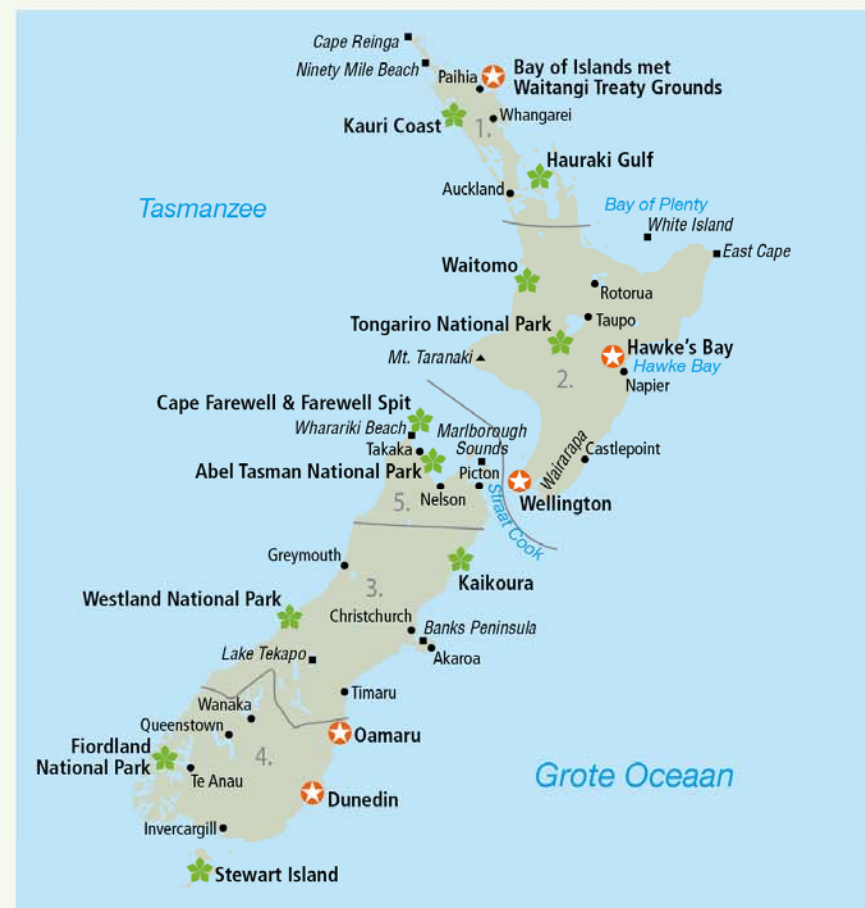 Cape Reinga
Ninety Mile Beach
Paihia
Bay of Islands met
Waitangi Treaty Grounds
Kauri Coast
Whangarei
1.
Hauraki Gulf
Auckland
Tasmanzee
Bay of Plenty
White Island
East Cape
Waitomo
Rotorua
Taupo
Tongariro National Park
Mt. Taranaki
Hawke's Bay
Hawke Bay
2.
Napier
Cape Farewell & Farewell Spit
Wharariki Beach
Marlborough
Sounds
Takaka
Abel Tasman National Park
Picton
Nelson
5.
Wairarapa
Castlepoint
Wellington
Straat Cook
Greymouth
Kaikoura
3.
Westland National Park
Christchurch
Banks Peninsula
Akaroa
Lake Tekapo
Timaru
Wanaka
Queenstown
Oamaru
4.
Fiordland
National Park
Te Anau
Grote Oceaan
Dunedin
Invercargill
Stewart Island